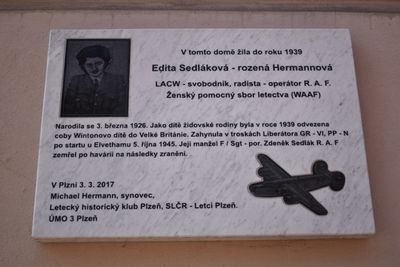 V tomto domě žila do roku 1939
Edita Sedláková - rozená Hermannová
LACW - svobodník, radista - operátor R. A. F.
Ženský pomocný sbor letectva (WAAF)
Narodila se 3. března 1926. Jako dítě židovské rodiny byla v roce 1939 odvezena
coby Wintonovo dítě do Velké Británie. Zahynula v troskách Liberátora GR - VI, PP - N
po startu u Elvethamu 5. října 1945. Její manžel F / Sgt - por. Zdeněk Sedlák R. A. F
zemřel po havárii na následky zranění.
V Plzni 3. 3. 2017
Michael Hermann, synovec,
Letecký historický klub Plzeň, SLČR - Letci Plzeň.
ÚMO 3 Plzeň